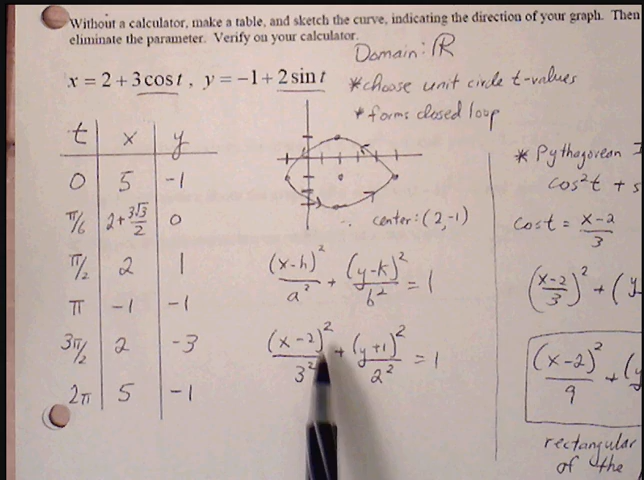 Without a calculator, make a table, and sketch the curve, indicating the direction of your graph. Then
eliminate the parameter. Verify on your calculator.
x = 2 + 3 cos t , y = −1 + 2 sin t
Domain: ℝ
* choose unit circle t-values
* forms closed loop
t x y
0 5 -1
π/6 2+3√3/2 0
π/2 2 1
π -1 -1
3π/2 2 -3
2π 5 -1
center: (2,-1)
(x-h)²/a² + (y-k)²/b² = 1
(x-2)²/3² + (y+1)²/2² = 1
* Pythagorean I
cos²t + s
cos t = x-2/3
(x-2/3)² + (y
(x-2)²/9 + (y
rectangular
of the